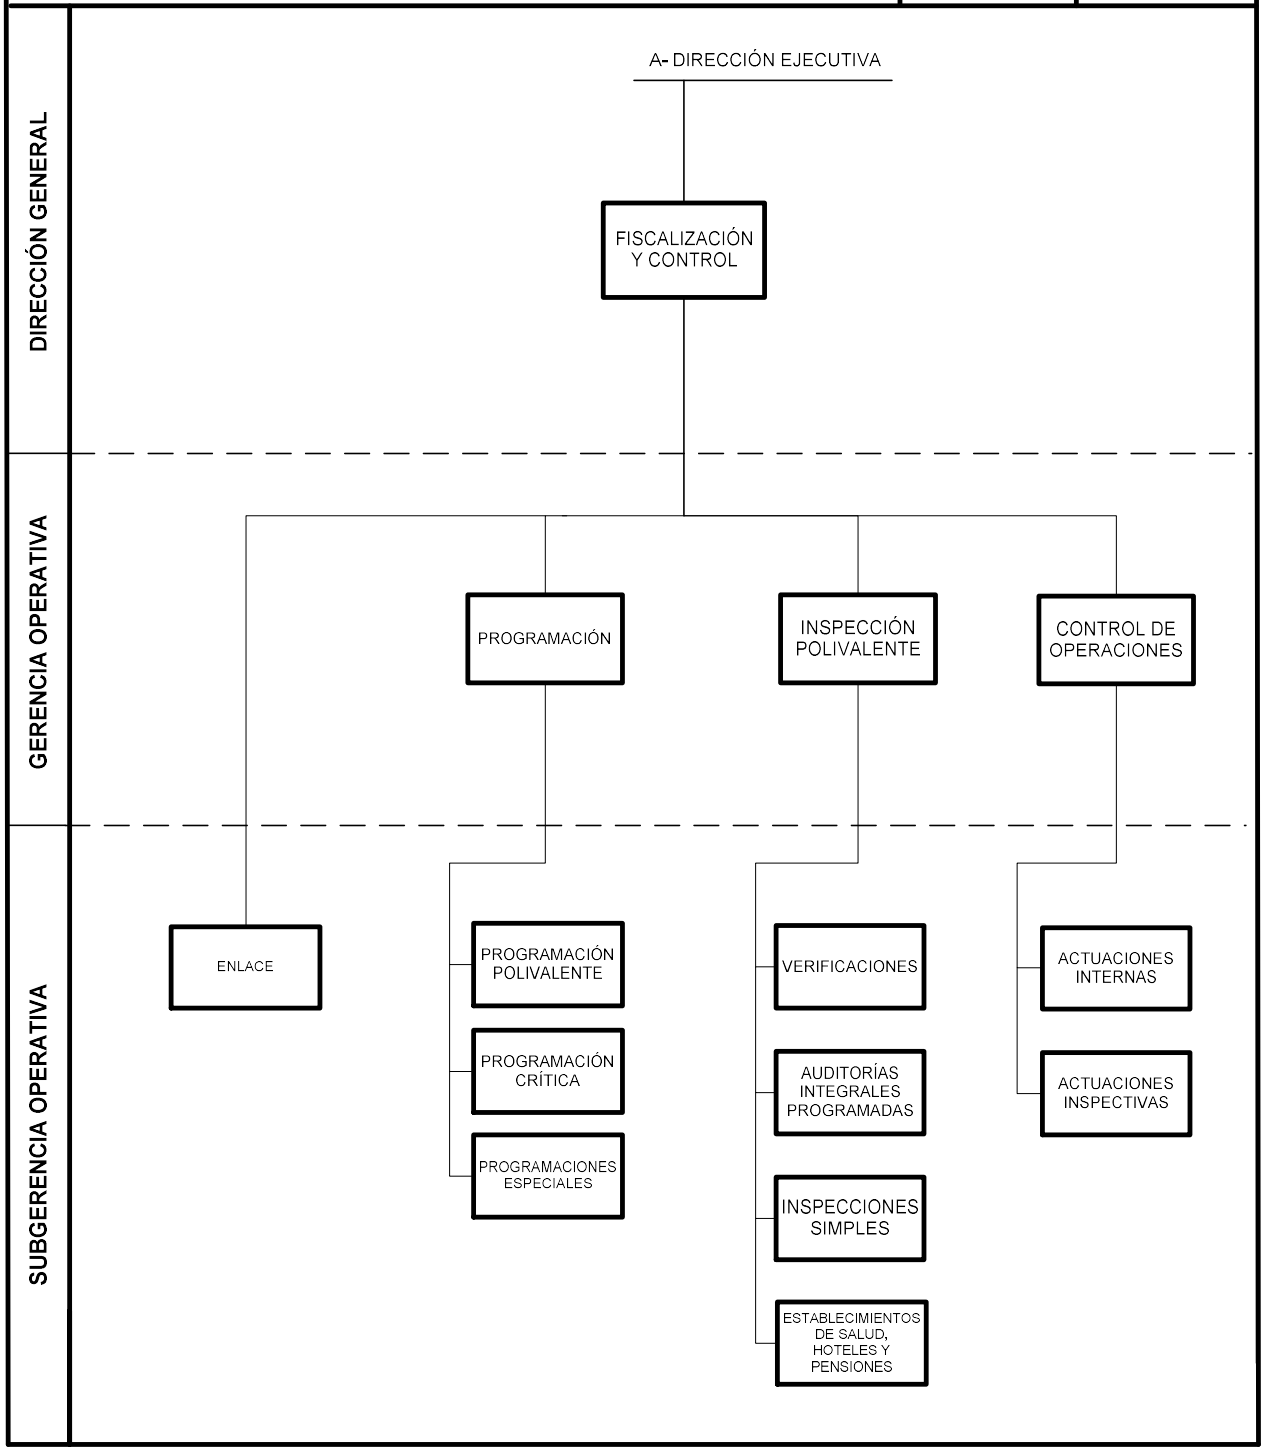 A- DIRECCIÓN EJECUTIVA
DIRECCIÓN GENERAL
FISCALIZACIÓN
Y CONTROL
GERENCIA OPERATIVA
PROGRAMACIÓN
INSPECCIÓN
POLIVALENTE
CONTROL DE
OPERACIONES
SUBGERENCIA OPERATIVA
ENLACE
PROGRAMACIÓN
POLIVALENTE
PROGRAMACIÓN
CRÍTICA
PROGRAMACIONES
ESPECIALES
VERIFICACIONES
AUDITORÍAS
INTEGRALES
PROGRAMADAS
INSPECCIONES
SIMPLES
ESTABLECIMIENTOS
DE SALUD,
HOTELES Y
PENSIONES
ACTUACIONES
INTERNAS
ACTUACIONES
INSPECTIVAS